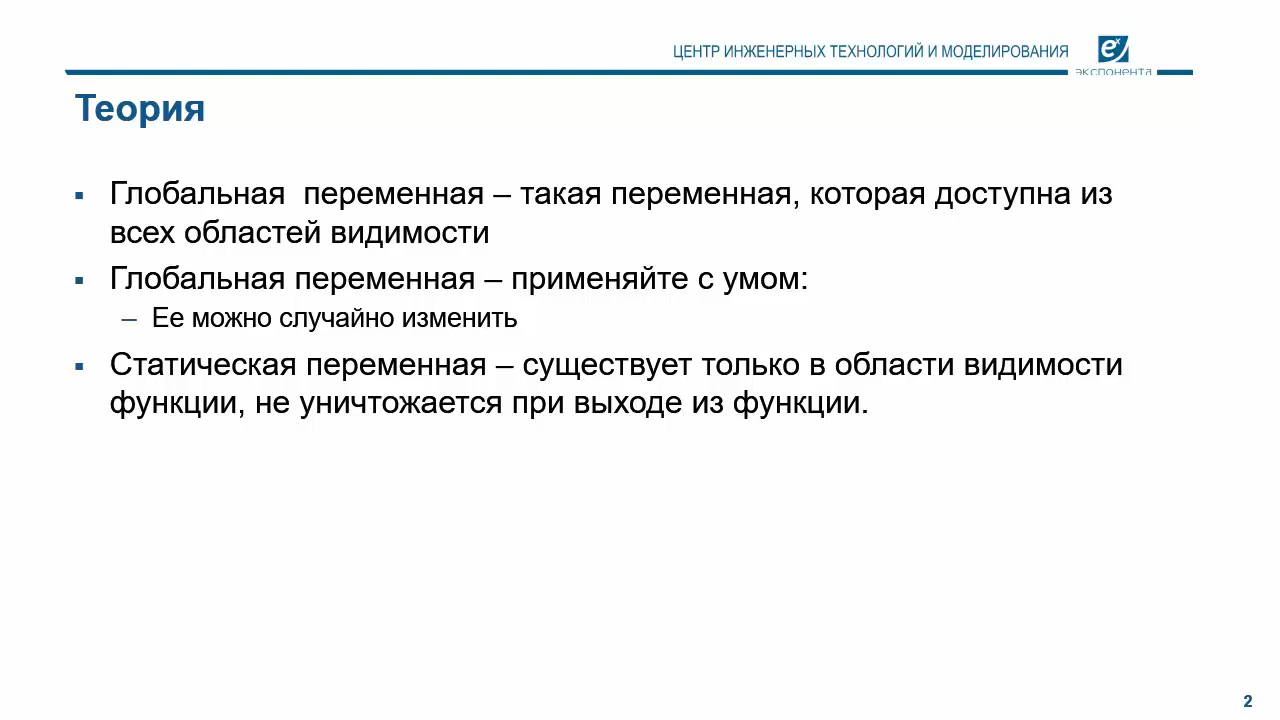 ЦЕНТР ИНЖЕНЕРНЫХ ТЕХНОЛОГИЙ И МОДЕЛИРОВАНИЯ
ex
экспонента
Теория
▪ Глобальная переменная – такая переменная, которая доступна из
всех областей видимости
▪ Глобальная переменная – применяйте с умом:
– Ее можно случайно изменить
▪ Статическая переменная – существует только в области видимости
функции, не уничтожается при выходе из функции.
2